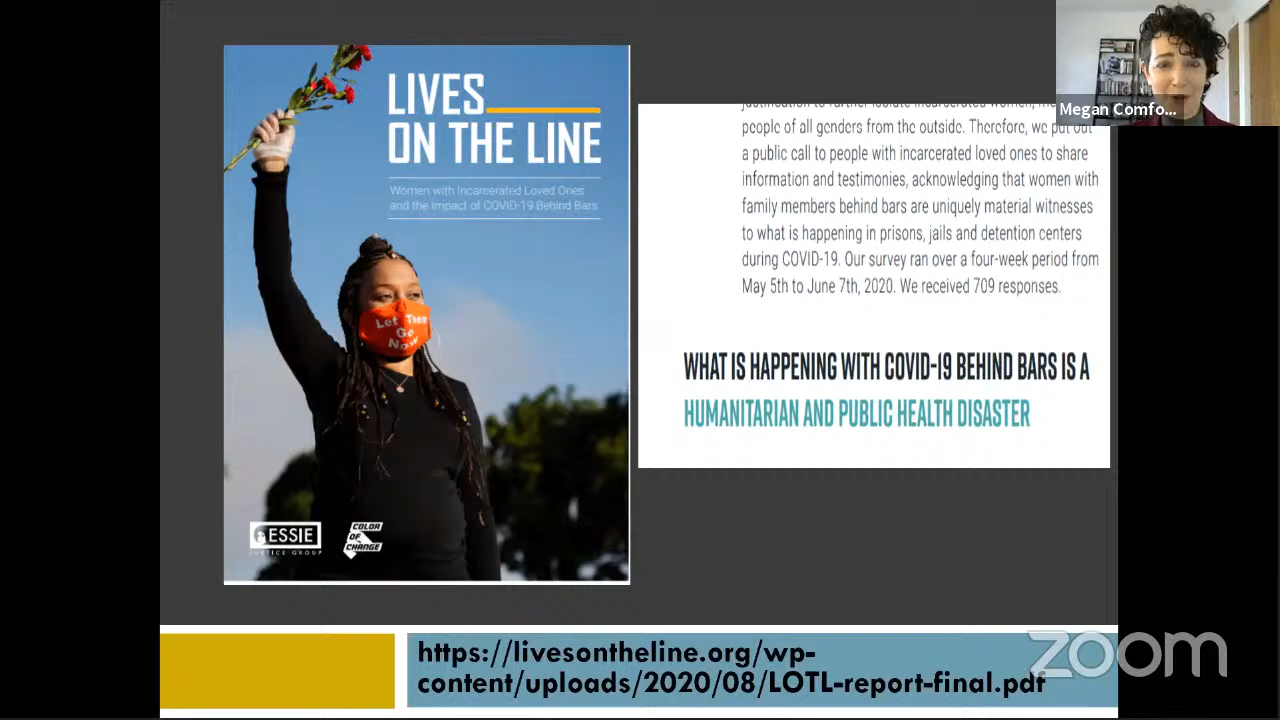 LIVES
ON THE LINE
Women with Incarcerated Loved Ones
and the Impact of COVID-19 Behind Bars
Let Them
Go
Now
ESSIE
JUSTICE GROUP
COLOR
OF
CHANGE
justification to further isolate incarcerated women,
people of all genders from the outside. Therefore, we put out
a public call to people with incarcerated loved ones to share
information and testimonies, acknowledging that women with
family members behind bars are uniquely material witnesses
to what is happening in prisons, jails and detention centers
during COVID-19. Our survey ran over a four-week period from
May 5th to June 7th, 2020. We received 709 responses.
WHAT IS HAPPENING WITH COVID-19 BEHIND BARS IS A
HUMANITARIAN AND PUBLIC HEALTH DISASTER
Megan Comfo...
https://livesontheline.org/wp-
content/uploads/2020/08/LOTL-report-final.pdf
zoom